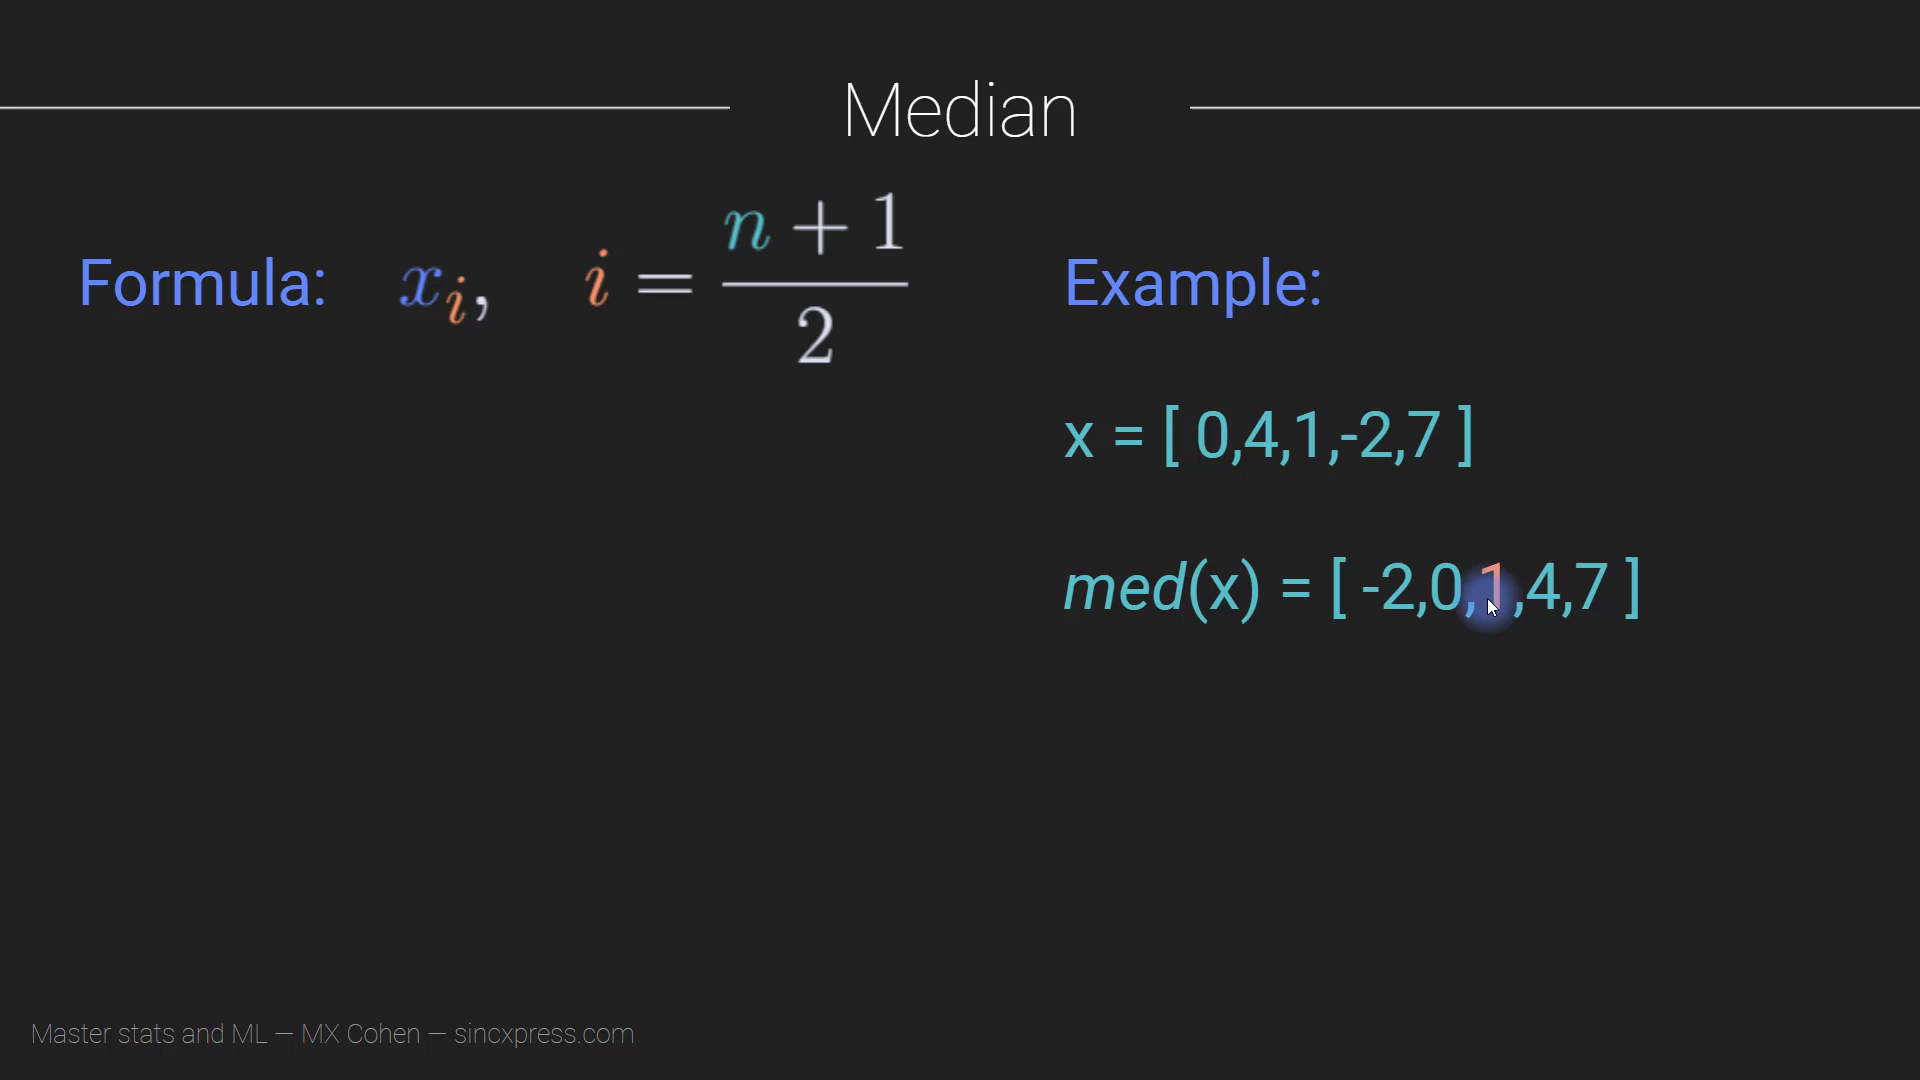 Median
Formula: x_i, i = \frac{n + 1}{2}
Example:
x = [ 0,4,1,-2,7 ]
med(x) = [ -2,0,1,4,7 ]
Master stats and ML — MX Cohen — sincxpress.com